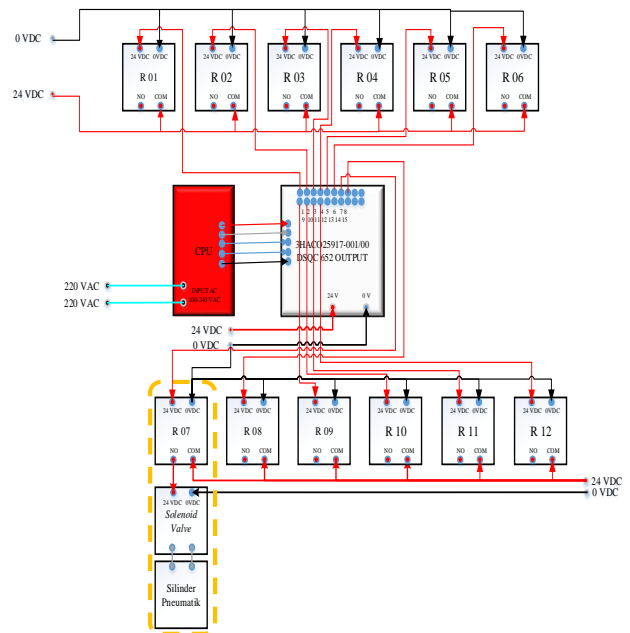 0 VDC
24 VDC
24 VDC 0VDC
R 01
NO COM
24 VDC 0VDC
R 02
NO COM
24 VDC 0VDC
R 03
NO COM
24 VDC 0VDC
R 04
NO COM
24 VDC 0VDC
R 05
NO COM
24 VDC 0VDC
R 06
NO COM
CPU
INPUT AC
100-240 VAC
220 VAC
220 VAC
1 2 3 4 5 6 7 8
9 10 11 12 13 14 15
3HACO25917-001/00
DSQC 652 OUTPUT
24 V 0 V
24 VDC
0 VDC
24 VDC 0VDC
R 07
NO COM
24 VDC 0VDC
R 08
NO COM
24 VDC 0VDC
R 09
NO COM
24 VDC 0VDC
R 10
NO COM
24 VDC 0VDC
R 11
NO COM
24 VDC 0VDC
R 12
NO COM
24 VDC
0 VDC
24 VDC 0VDC
Solenoid
Valve
Silinder
Pneumatik